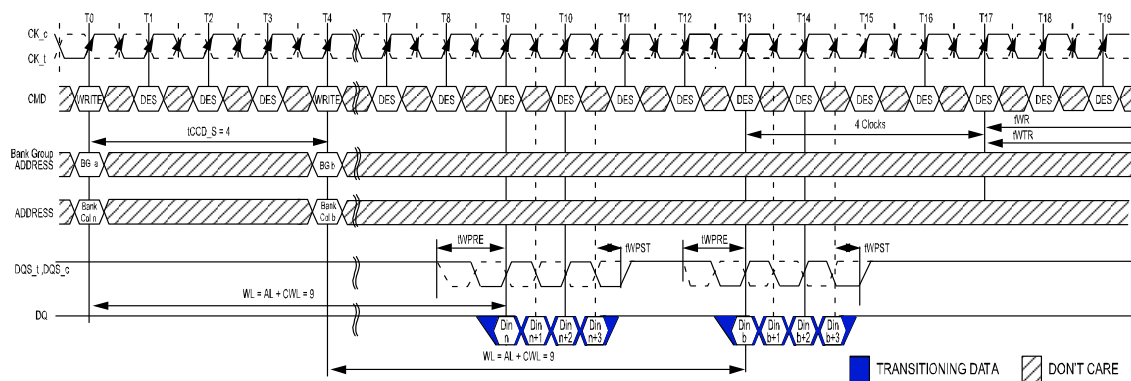 T0 T1 T2 T3 T4 T7 T8 T9 T10 T11 T12 T13 T14 T15 T16 T17 T18 T19
CK_c
CK_t
CMD WRITE DES DES DES WRITE DES DES DES DES DES DES DES DES DES DES DES DES DES
tCCD_S = 4 4 Clocks tWR
tWTR
Bank Group
ADDRESS BG a BG b
ADDRESS Bank Col n Bank Col b
tWPRE tWPST tWPRE tWPST
DQS_t ,DQS_c
WL = AL + CWL = 9
DQ Din n Din n+1 Din n+2 Din n+3 Din b Din b+1 Din b+2 Din b+3
WL = AL + CWL = 9
TRANSITIONING DATA DON'T CARE